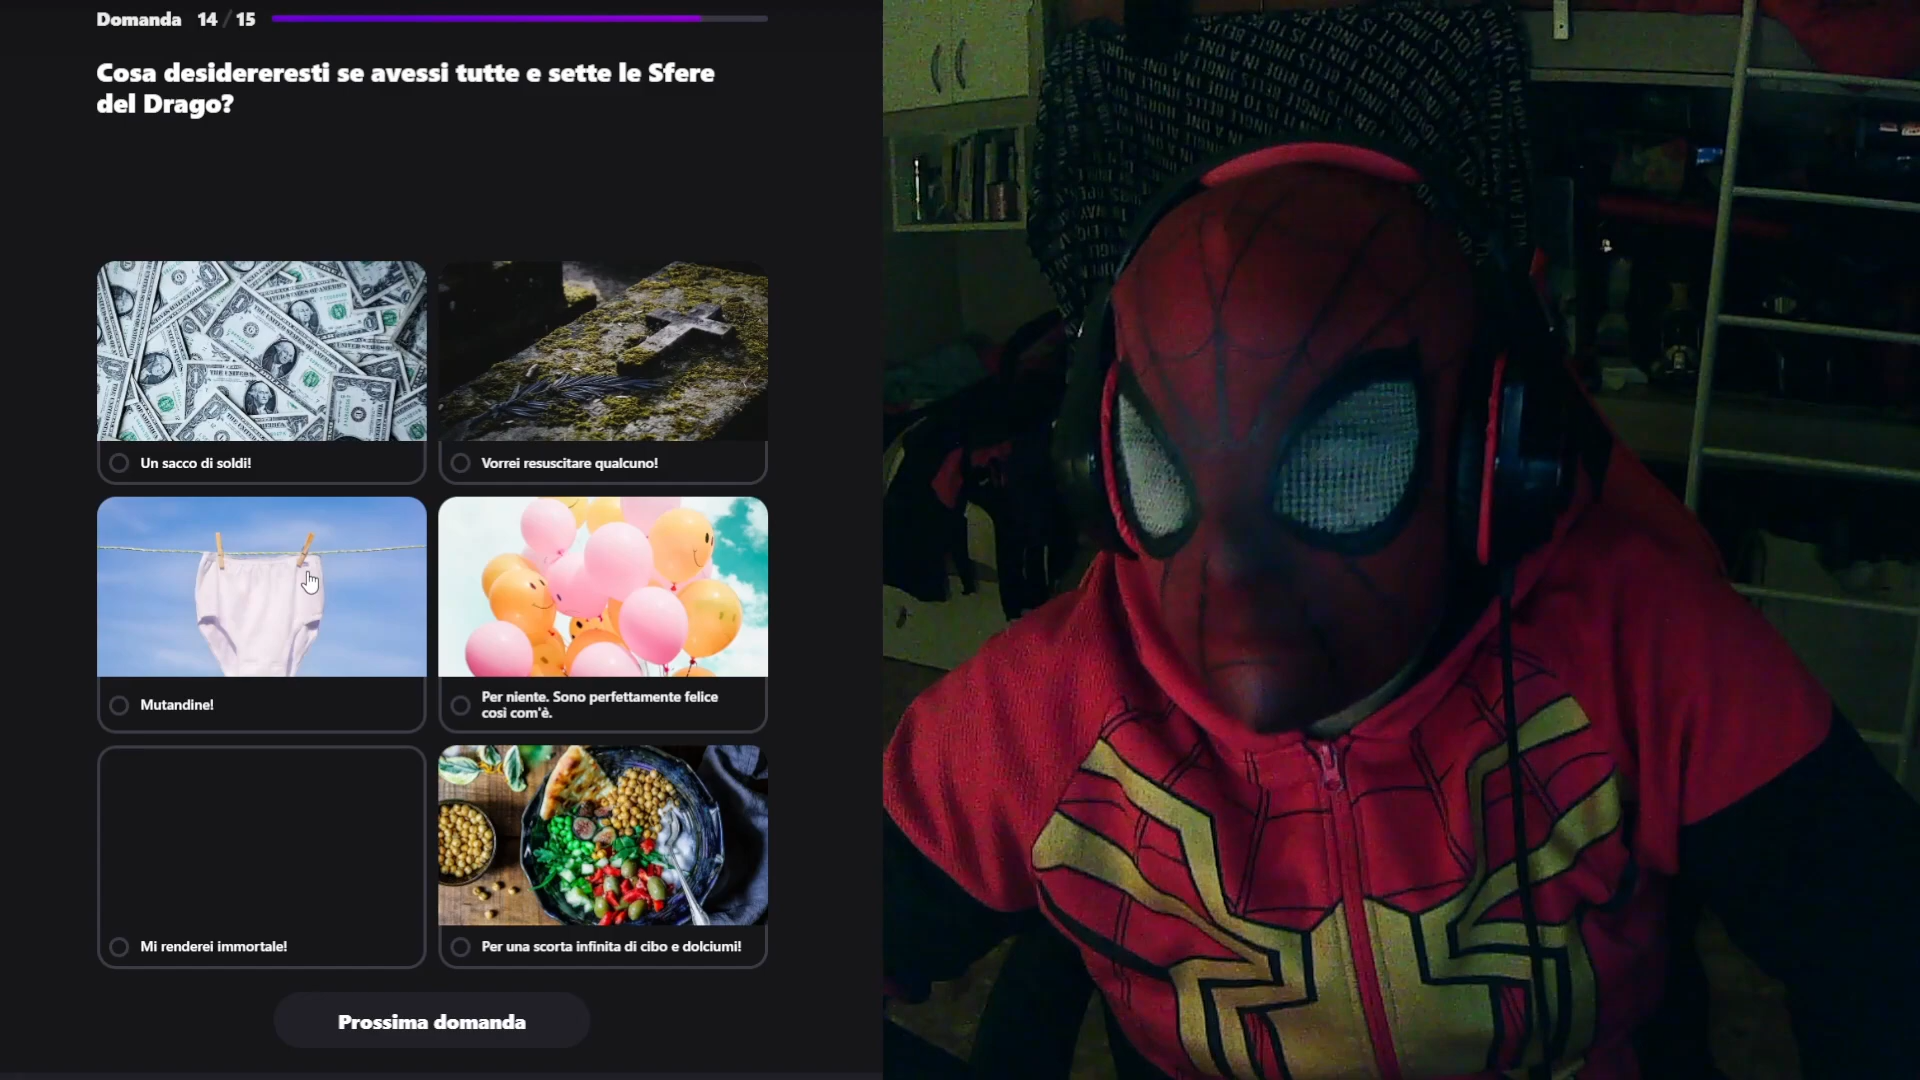 Domanda 14 / 15
Cosa desidereresti se avessi tutte e sette le Sfere
del Drago?
Un sacco di soldi!
Vorrei resuscitare qualcuno!
Mutandine!
Per niente. Sono perfettamente felice
così com'è.
Mi renderei immortale!
Per una scorta infinita di cibo e dolciumi!
Prossima domanda